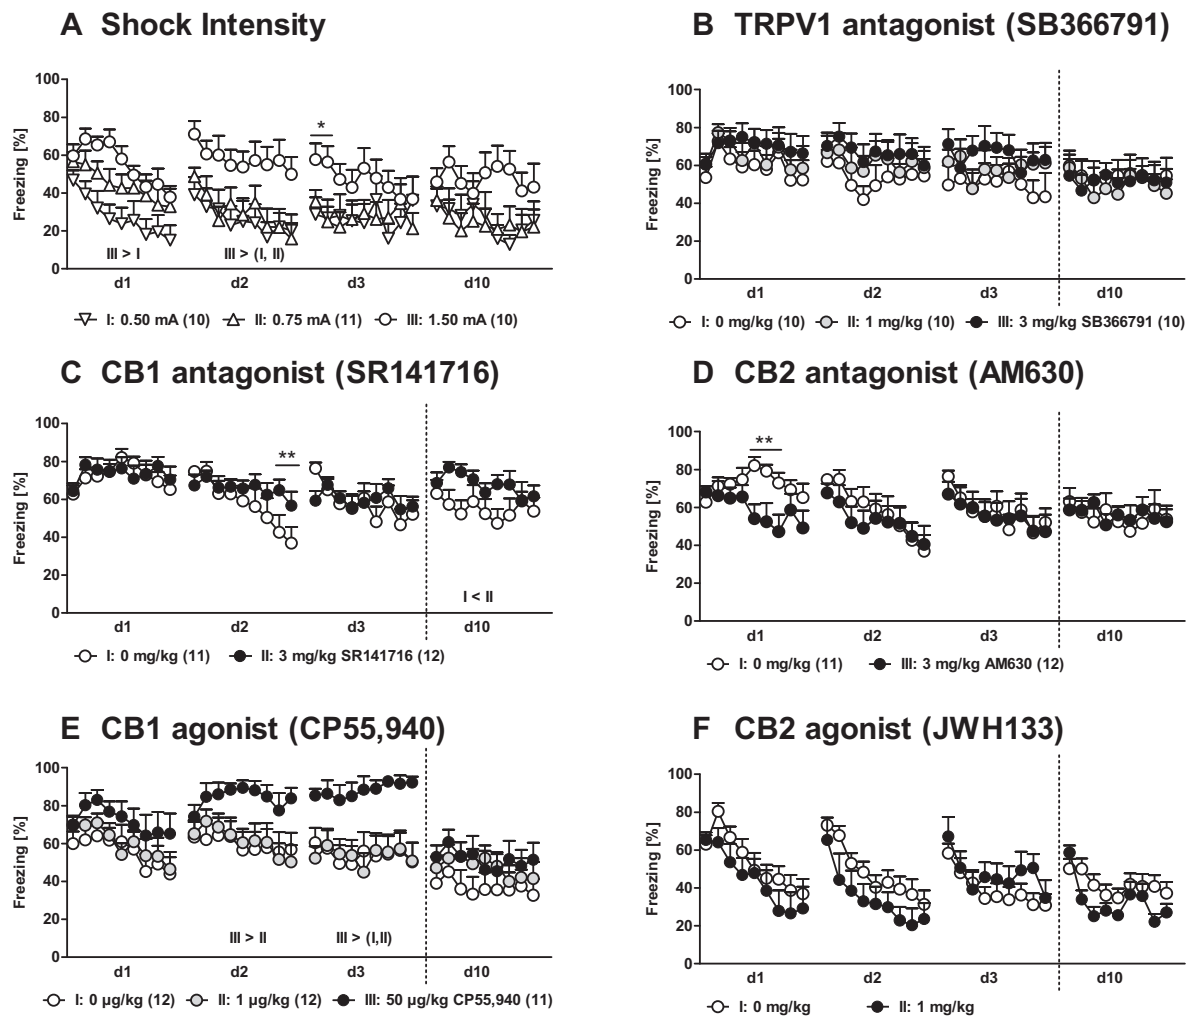 A Shock Intensity
Freezing [%]
100
80
60
40
20
0
*
III > I
III > (I, II)
d1
d2
d3
d10
I: 0.50 mA (10)
II: 0.75 mA (11)
III: 1.50 mA (10)
B TRPV1 antagonist (SB366791)
Freezing [%]
100
80
60
40
20
0
d1
d2
d3
d10
I: 0 mg/kg (10)
II: 1 mg/kg (10)
III: 3 mg/kg SB366791 (10)
C CB1 antagonist (SR141716)
Freezing [%]
100
80
60
40
20
0
**
I < II
d1
d2
d3
d10
I: 0 mg/kg (11)
II: 3 mg/kg SR141716 (12)
D CB2 antagonist (AM630)
Freezing [%]
100
80
60
40
20
0
**
d1
d2
d3
d10
I: 0 mg/kg (11)
III: 3 mg/kg AM630 (12)
E CB1 agonist (CP55,940)
Freezing [%]
100
80
60
40
20
0
III > II
III > (I,II)
d1
d2
d3
d10
I: 0 µg/kg (12)
II: 1 µg/kg (12)
III: 50 µg/kg CP55,940 (11)
F CB2 agonist (JWH133)
Freezing [%]
100
80
60
40
20
0
d1
d2
d3
d10
I: 0 mg/kg
II: 1 mg/kg